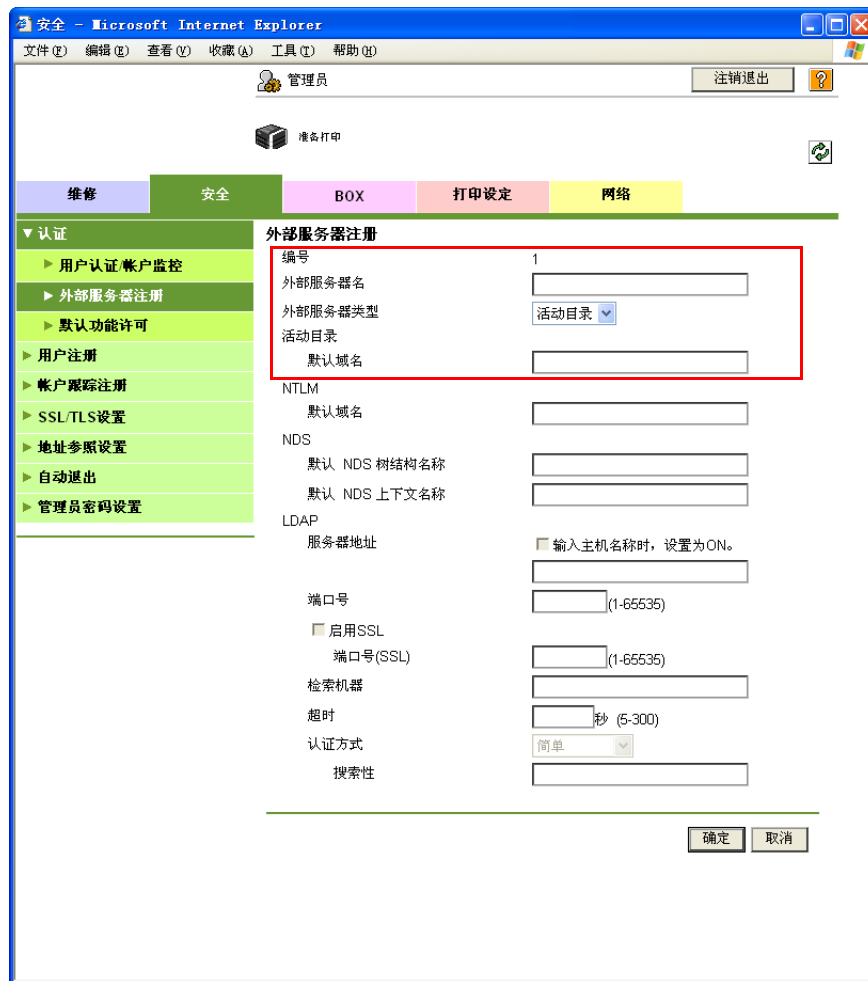 安全 - Microsoft Internet Explorer
文件(F) 编辑(E) 查看(V) 收藏(A) 工具(T) 帮助(H)
管理员 注销退出 ?
准备打印
维修 安全 BOX 打印设定 网络
认证
用户认证/帐户监控
外部服务器注册
默认功能许可
用户注册
帐户跟踪注册
SSL/TLS设置
地址参照设置
自动退出
管理员密码设置
外部服务器注册
编号 1
外部服务器名
外部服务器类型 活动目录
活动目录
默认域名
NTLM
默认域名
NDS
默认 NDS 树结构名称
默认 NDS 上下文名称
LDAP
服务器地址 输入主机名称时，设置为ON。
端口号 (1-65535)
启用SSL
端口号(SSL) (1-65535)
检索机器
超时 秒 (5-300)
认证方式 简单
搜索性
确定 取消